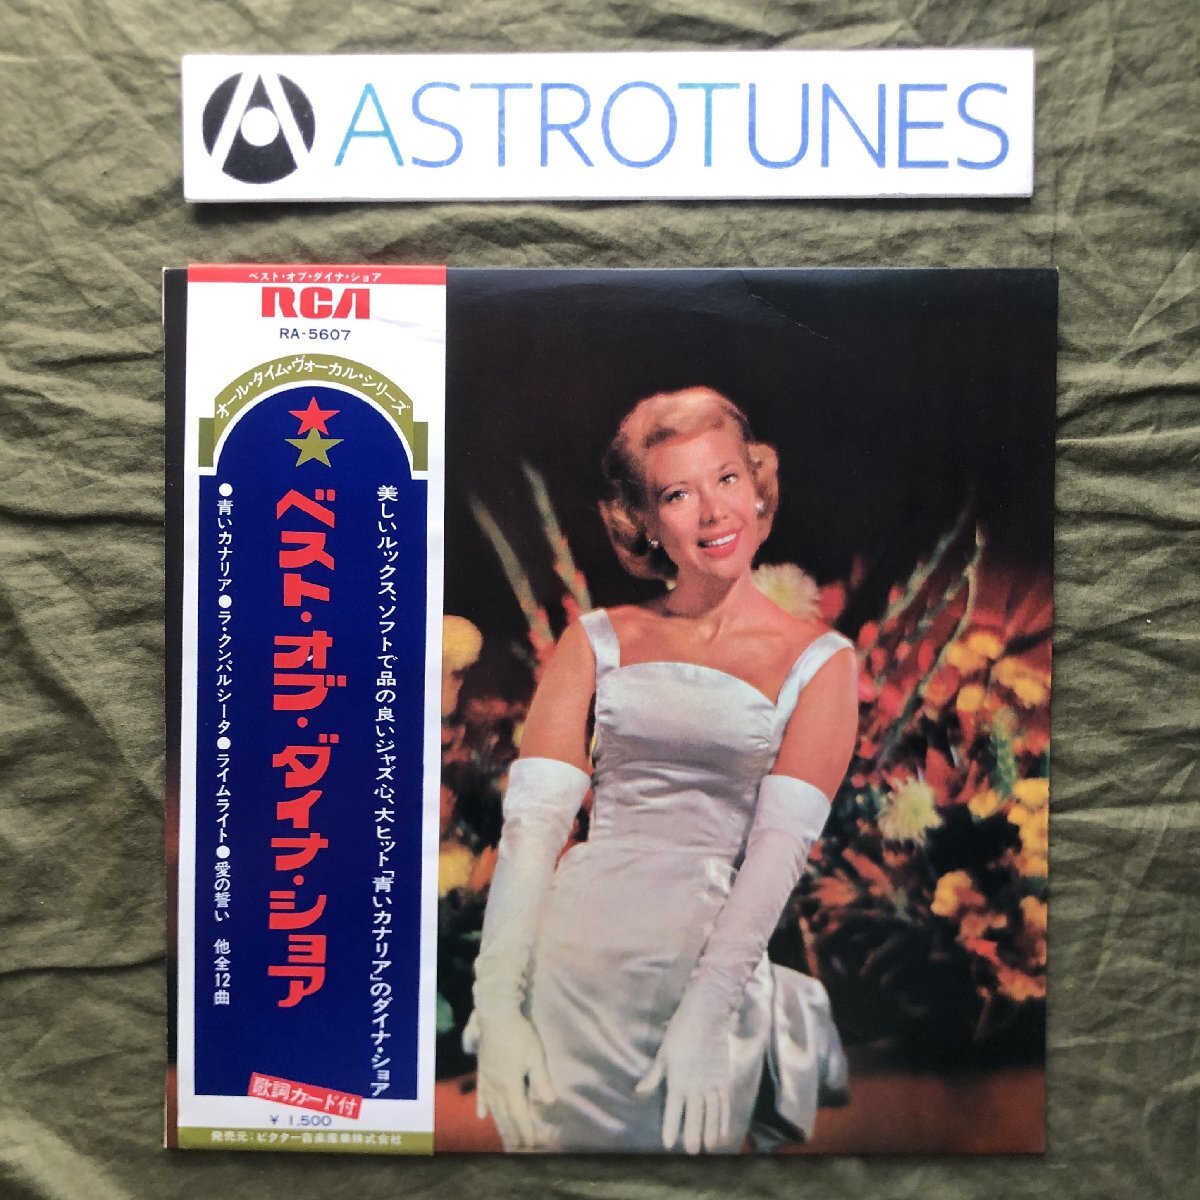 ASTROTUNES
ベスト・オブ・ダイナ・ショア
RCA
RA-5607
オール・タイム・ヴォーカル・シリーズ
美しいルックス、ソフトで品の良いジャズ心、大ヒット「青いカナリア」のダイナ・ショア
ベスト・オブ・ダイナ・ショア
●青いカナリア●ラ・クンパルシータ●ライムライト●愛の誓い 他全12曲
歌詞カード付
¥ 1,500
発売元:ビクター音楽産業株式会社